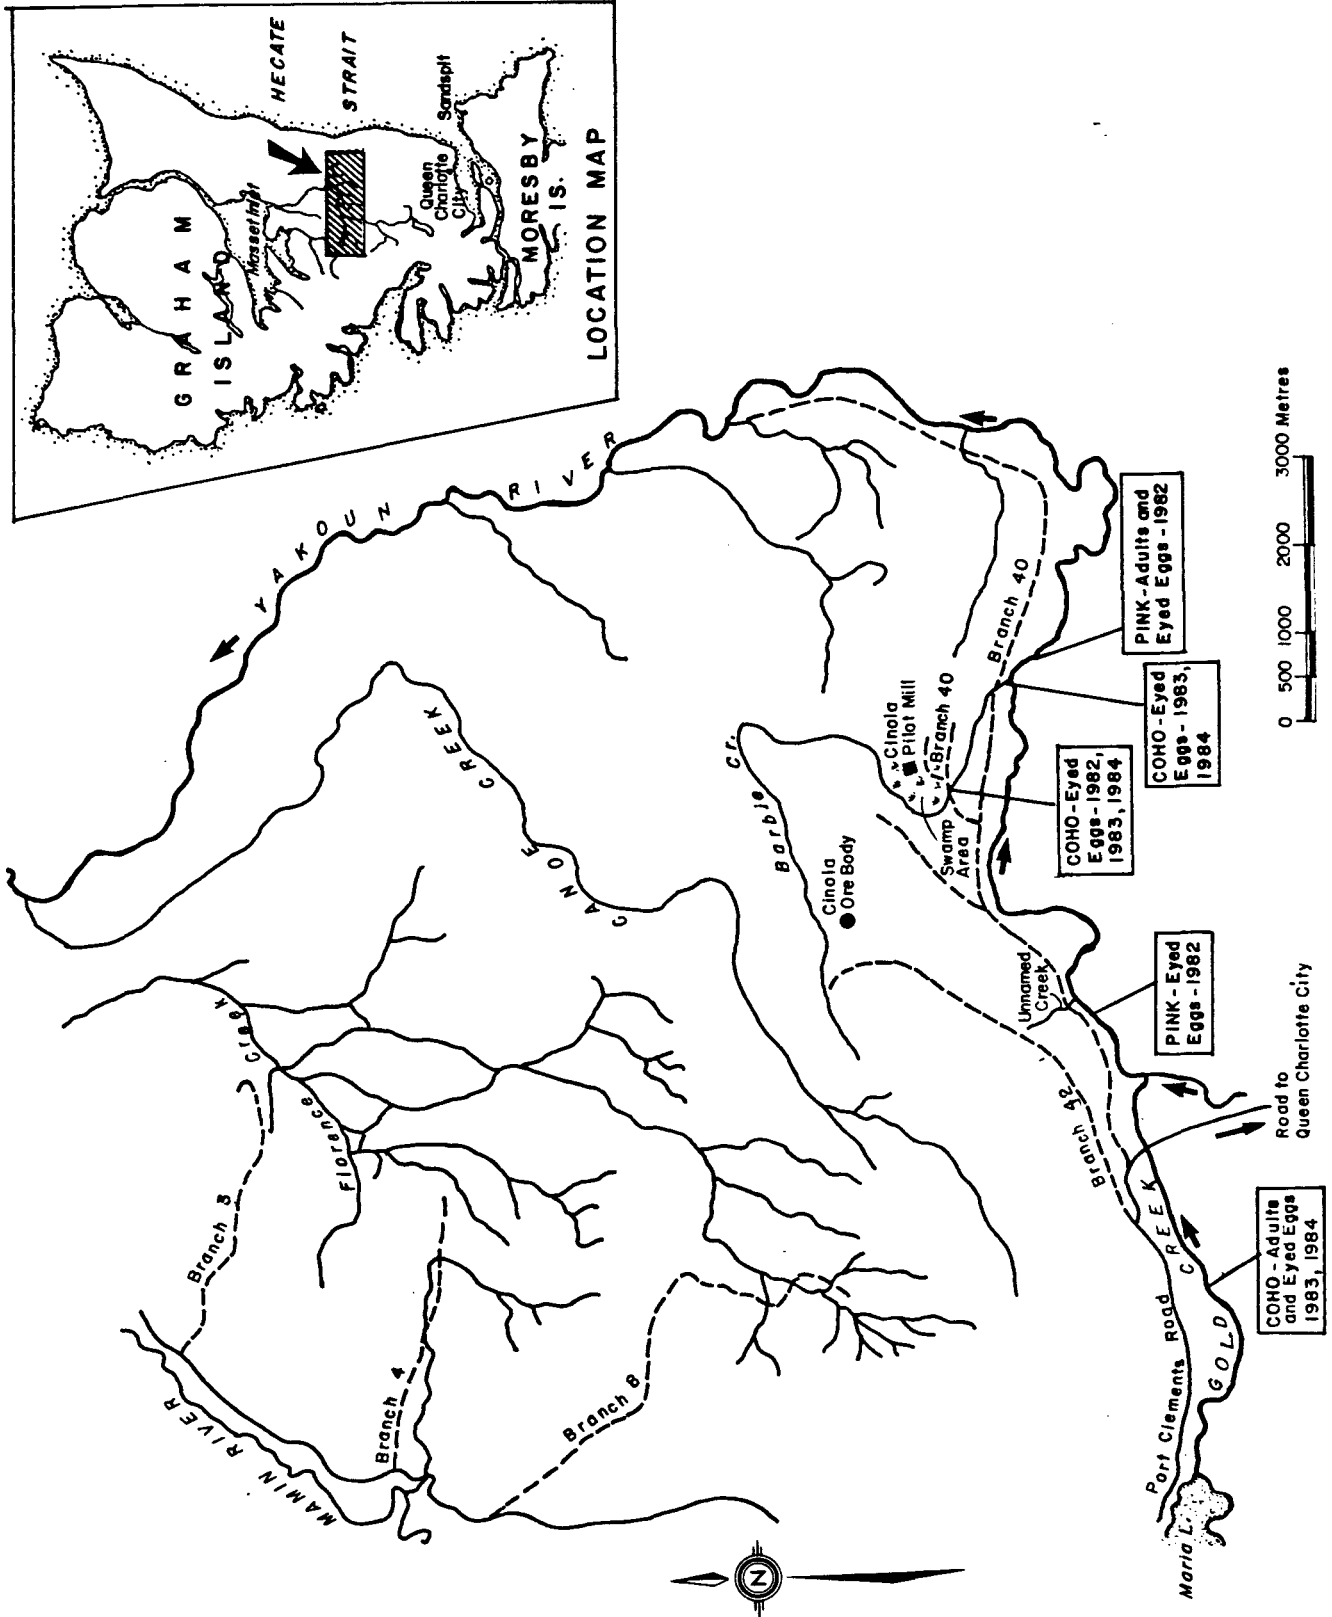 HECATE
STRAIT
GRAHAM
ISLAND
Masset Inlet
Queen
Charlotte
City
Sandspit
MORESBY
IS.
LOCATION MAP
YAKOUN RIVER
CANOE CREEK
Florence Creek
Branch 3
MAMIN RIVER
Branch 4
Branch 8
Barbie Cr.
Cinola
Ore Body
Cinola
Pilot Mill
Branch 40
Swamp
Area
Branch 40
Unnamed
Creek
Branch 42
Port Clements Road
GOLD CREEK
Maria L.
Road to
Queen Charlotte City
COHO-Adults
and Eyed Eggs
1983, 1984
PINK-Eyed
Eggs-1982
COHO-Eyed
Eggs-1982,
1983, 1984
COHO-Eyed
Eggs-1983,
1984
PINK-Adults and
Eyed Eggs-1982
0 500 1000 2000 3000 Metres
N